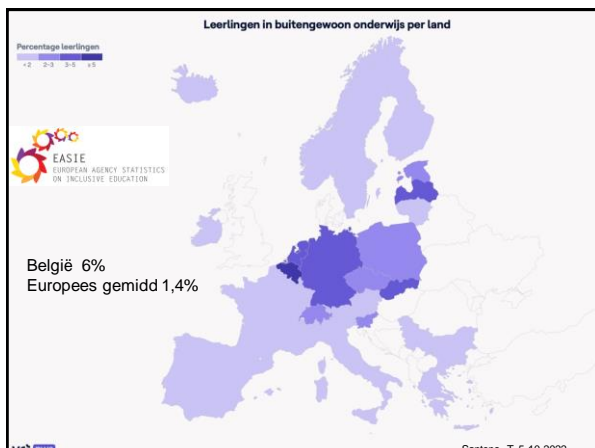 Leerlingen in buitengewoon onderwijs per land
Percentage leerlingen
<2 2-3 3-5 ≥5
EASIE
EUROPEAN AGENCY STATISTICS
ON INCLUSIVE EDUCATION
België 6%
Europees gemidd 1,4%